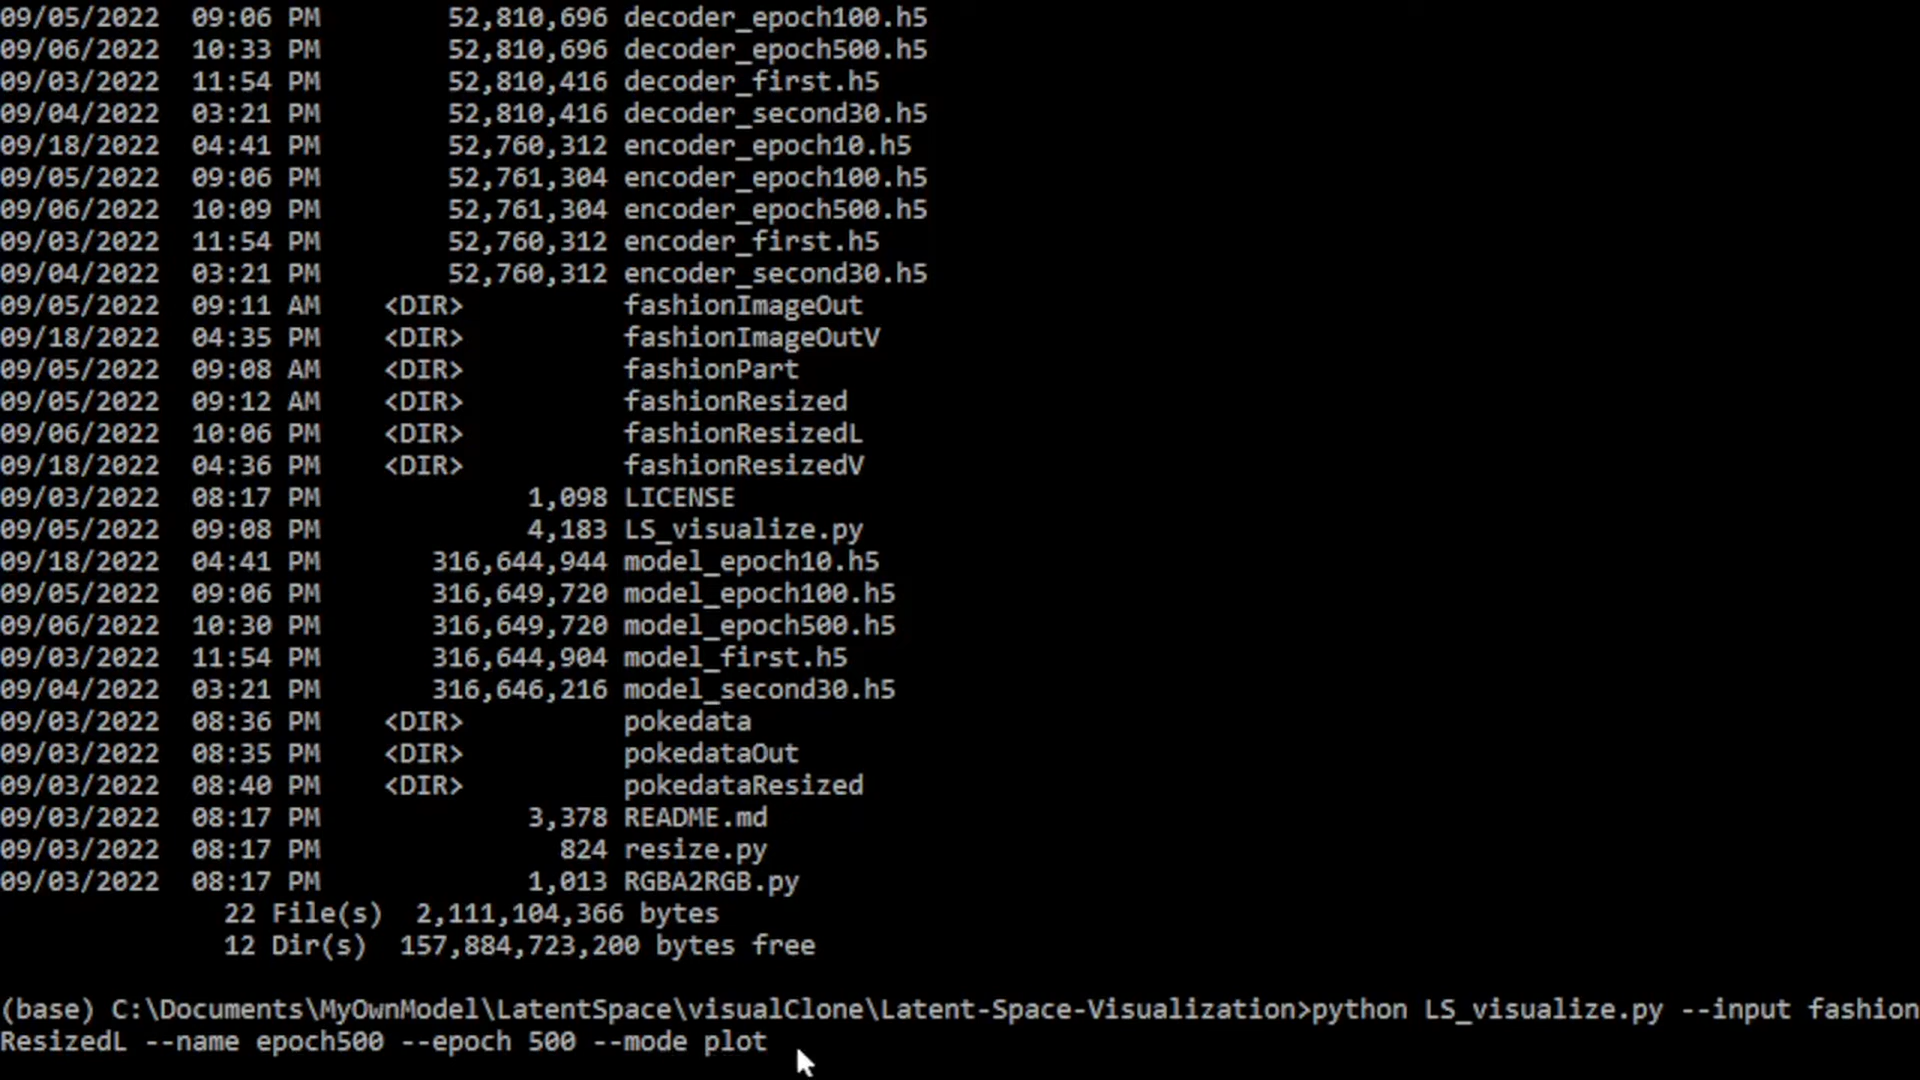 09/05/2022  09:06 PM        52,810,696 decoder_epoch100.h5
09/06/2022  10:33 PM        52,810,696 decoder_epoch500.h5
09/03/2022  11:54 PM        52,810,416 decoder_first.h5
09/04/2022  03:21 PM        52,810,416 decoder_second30.h5
09/18/2022  04:41 PM        52,760,312 encoder_epoch10.h5
09/05/2022  09:06 PM        52,761,304 encoder_epoch100.h5
09/06/2022  10:09 PM        52,761,304 encoder_epoch500.h5
09/03/2022  11:54 PM        52,760,312 encoder_first.h5
09/04/2022  03:21 PM        52,760,312 encoder_second30.h5
09/05/2022  09:11 AM    <DIR>          fashionImageOut
09/18/2022  04:35 PM    <DIR>          fashionImageOutV
09/05/2022  09:08 AM    <DIR>          fashionPart
09/05/2022  09:12 AM    <DIR>          fashionResized
09/06/2022  10:06 PM    <DIR>          fashionResizedL
09/18/2022  04:36 PM    <DIR>          fashionResizedV
09/03/2022  08:17 PM             1,098 LICENSE
09/05/2022  09:08 PM             4,183 LS_visualize.py
09/18/2022  04:41 PM       316,644,944 model_epoch10.h5
09/05/2022  09:06 PM       316,649,720 model_epoch100.h5
09/06/2022  10:30 PM       316,649,720 model_epoch500.h5
09/03/2022  11:54 PM       316,644,904 model_first.h5
09/04/2022  03:21 PM       316,646,216 model_second30.h5
09/03/2022  08:36 PM    <DIR>          pokedata
09/03/2022  08:35 PM    <DIR>          pokedataOut
09/03/2022  08:40 PM    <DIR>          pokedataResized
09/03/2022  08:17 PM             3,378 README.md
09/03/2022  08:17 PM               824 resize.py
09/03/2022  08:17 PM             1,013 RGBA2RGB.py
22 File(s)  2,111,104,366 bytes
12 Dir(s)  157,884,723,200 bytes free
(base) C:\Documents\MyOwnModel\LatentSpace\visualClone\Latent-Space-Visualization>python LS_visualize.py --input fashion
ResizedL --name epoch500 --epoch 500 --mode plot